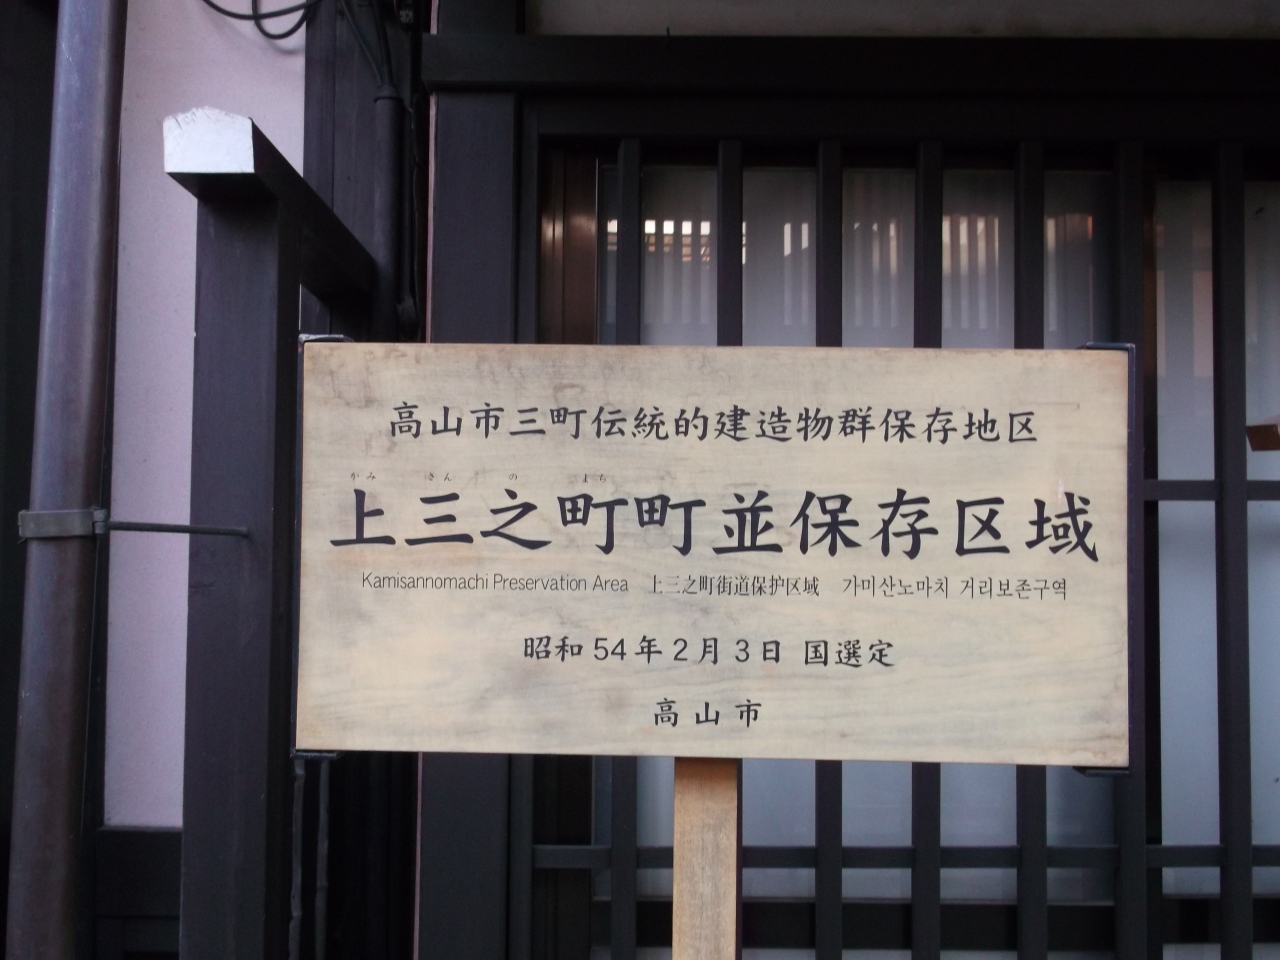 高山市三町伝統的建造物群保存地区
かみ さん の まち
上三之町町並保存区域
Kamisannomachi Preservation Area 上三之町街道保护区域 가미산노마치 거리보존구역
昭和54年2月3日 国選定
高山市